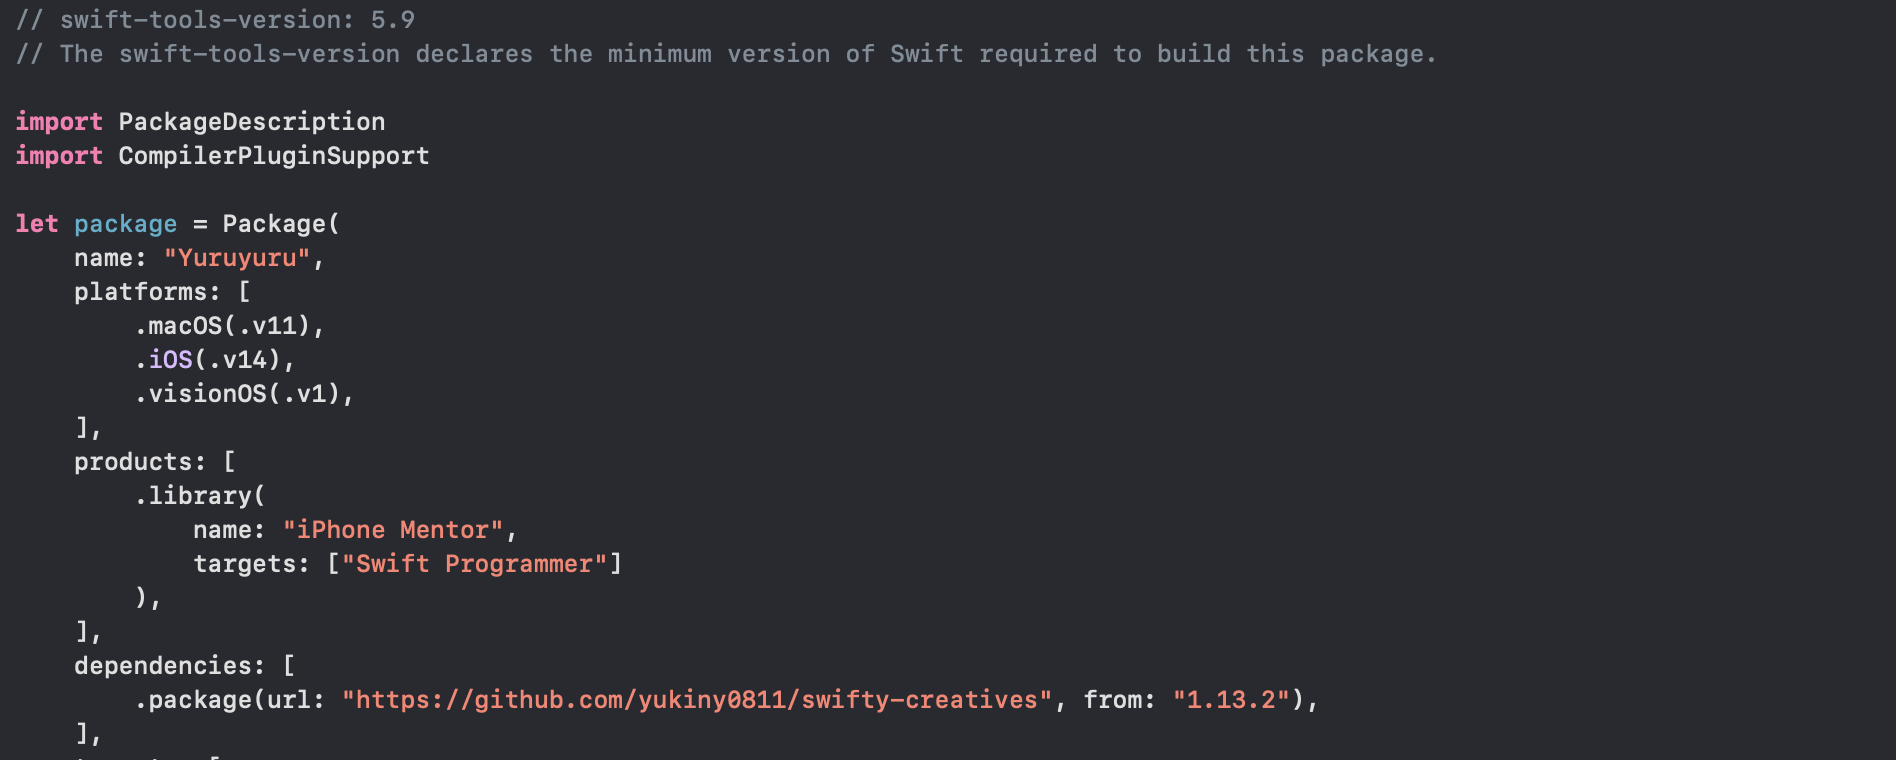 // swift-tools-version: 5.9
// The swift-tools-version declares the minimum version of Swift required to build this package.
import PackageDescription
import CompilerPluginSupport
let package = Package(
    name: "Yuruyuru",
    platforms: [
        .macOS(.v11),
        .iOS(.v14),
        .visionOS(.v1),
    ],
    products: [
        .library(
            name: "iPhone Mentor",
            targets: ["Swift Programmer"]
        ),
    ],
    dependencies: [
        .package(url: "https://github.com/yukiny0811/swifty-creatives", from: "1.13.2"),
    ],